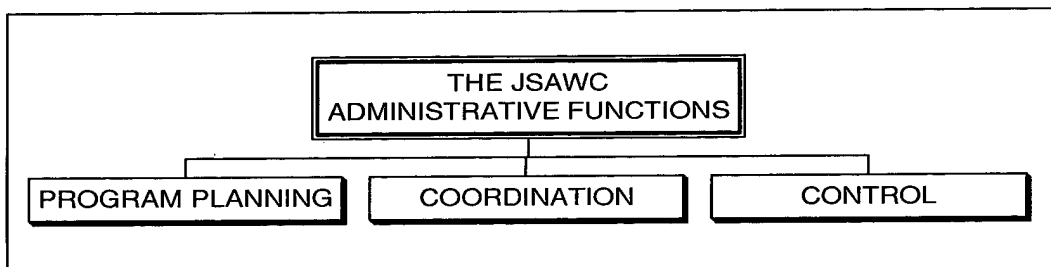 THE JSAWC
ADMINISTRATIVE FUNCTIONS
PROGRAM PLANNING
COORDINATION
CONTROL